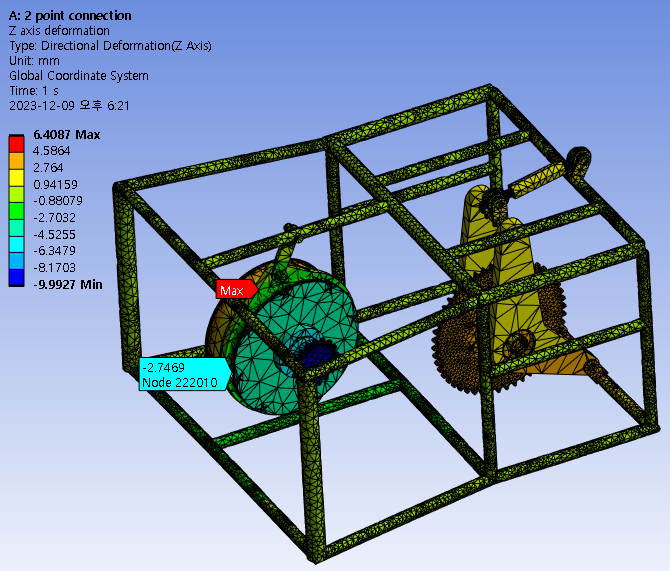 A: 2 point connection
Z axis deformation
Type: Directional Deformation(Z Axis)
Unit: mm
Global Coordinate System
Time: 1 s
2023-12-09 오후 6:21
6.4087 Max
4.5864
2.764
0.94159
-0.88079
-2.7032
-4.5255
-6.3479
-8.1703
-9.9927 Min
Max
-2.7469
Node 222010